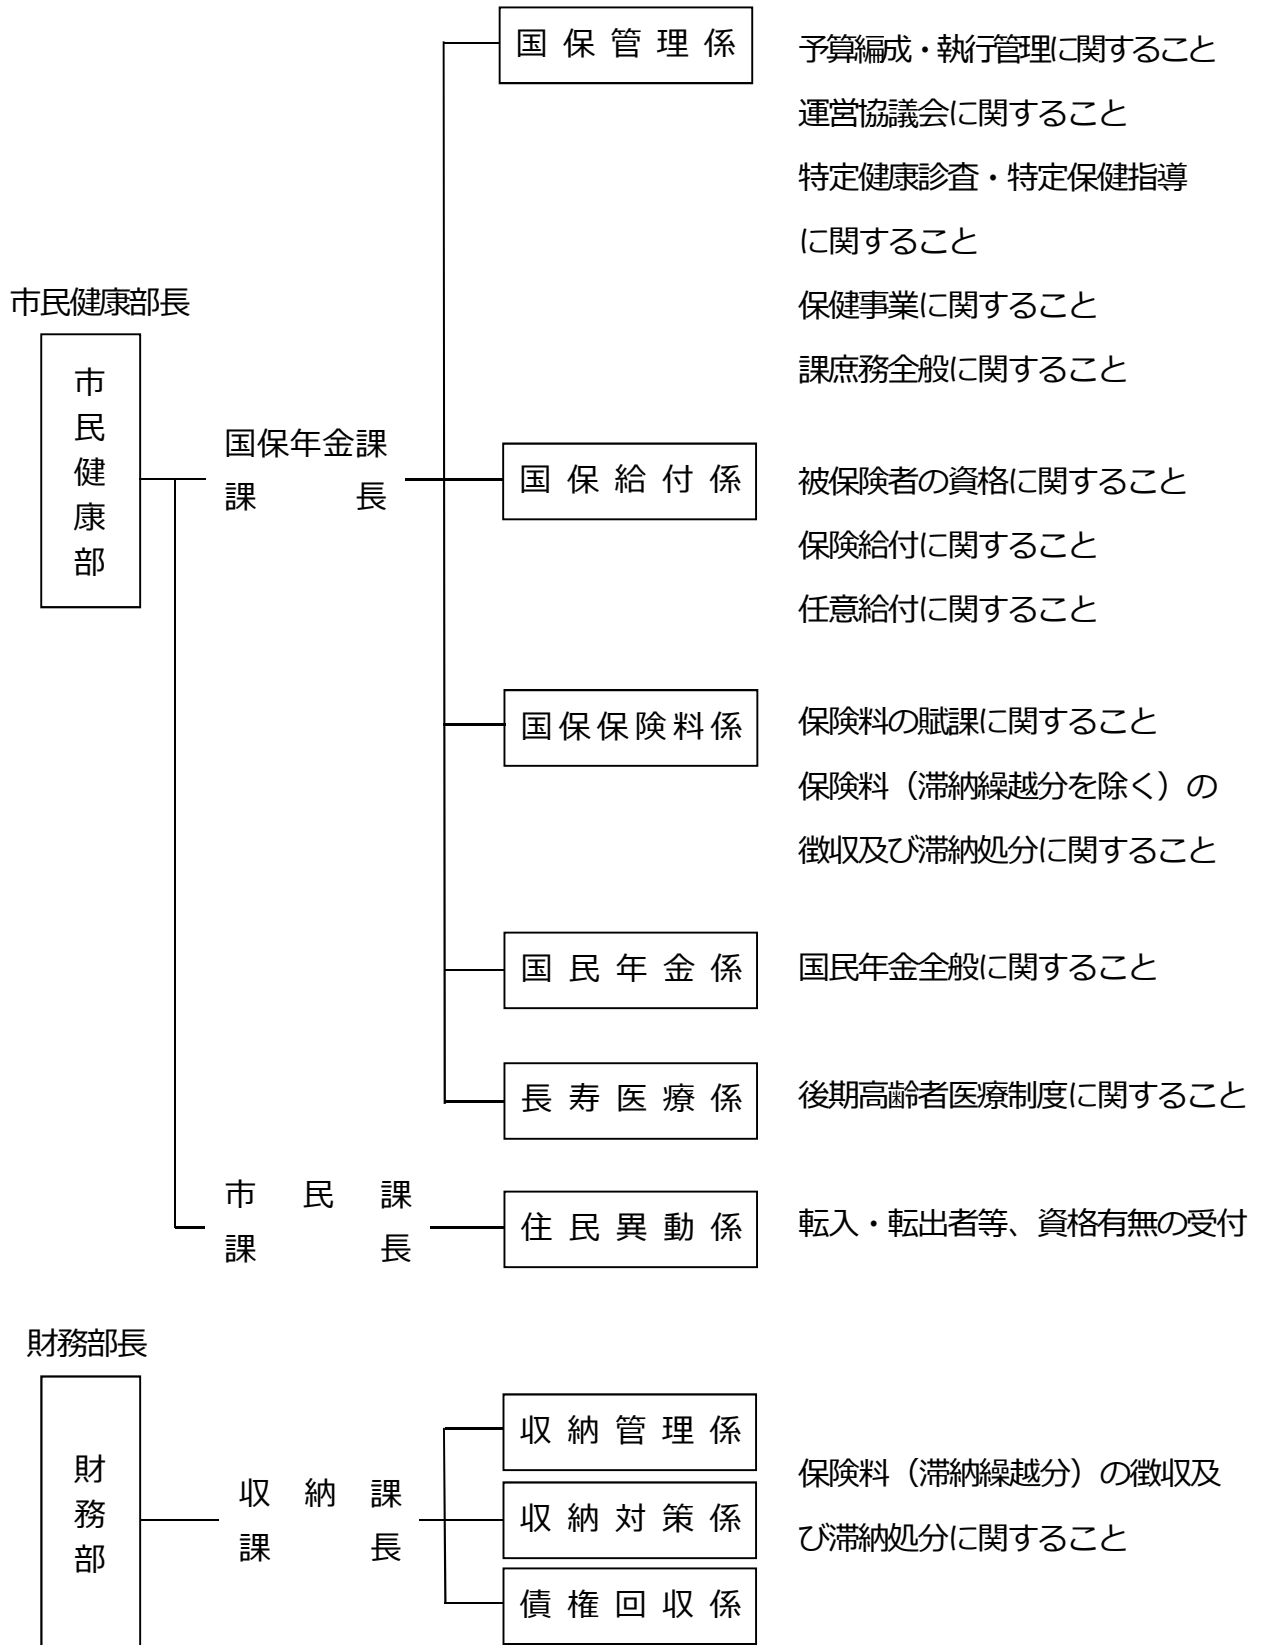 国保管理係
予算編成・執行管理に関すること
運営協議会に関すること
特定健康診査・特定保健指導
に関すること
保健事業に関すること
課庶務全般に関すること
市民健康部長
市民健康部
国保年金課
課長
国保給付係
被保険者の資格に関すること
保険給付に関すること
任意給付に関すること
国保保険料係
保険料の賦課に関すること
保険料（滞納繰越分を除く）の
徴収及び滞納処分に関すること
国民年金係
国民年金全般に関すること
長寿医療係
後期高齢者医療制度に関すること
市民課
課長
住民異動係
転入・転出者等、資格有無の受付
財務部長
財務部
収納課
課長
収納管理係
収納対策係
債権回収係
保険料（滞納繰越分）の徴収及
び滞納処分に関すること